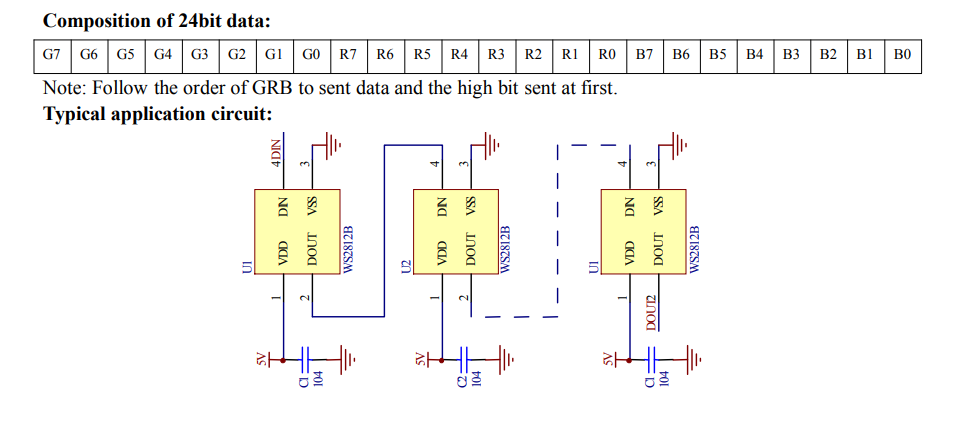 Composition of 24bit data:
G7 G6 G5 G4 G3 G2 G1 G0 R7 R6 R5 R4 R3 R2 R1 R0 B7 B6 B5 B4 B3 B2 B1 B0
Note: Follow the order of GRB to sent data and the high bit sent at first.
Typical application circuit:
4 DIN
3
DIN
VSS
VDD
DOUT
U1
WS2812B
1
2
5V
C1
104
4
3
DIN
VSS
VDD
DOUT
U2
WS2812B
1
2
5V
C2
104
4
3
DIN
VSS
VDD
DOUT
U1
WS2812B
1
DOUT2
5V
C1
104